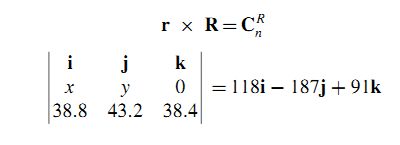 r × R = C_n^R
| i j k |
| x y 0 | = 118i – 187j + 91k
| 38.8 43.2 38.4 |